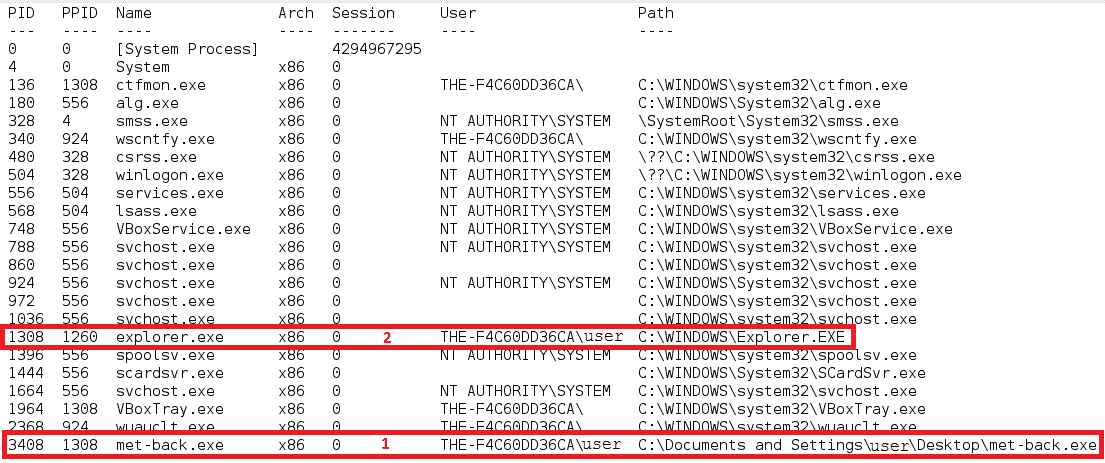 PID PPID Name Arch Session User Path
--- ---- ---- ---- ------- ---- ----
0 0 [System Process] 4294967295
4 0 System x86 0
136 1308 ctfmon.exe x86 0 THE-F4C60DD36CA\ C:\WINDOWS\system32\ctfmon.exe
180 556 alg.exe x86 0 C:\WINDOWS\System32\alg.exe
328 4 smss.exe x86 0 NT AUTHORITY\SYSTEM \SystemRoot\System32\smss.exe
340 924 wscntfy.exe x86 0 THE-F4C60DD36CA\ C:\WINDOWS\system32\wscntfy.exe
480 328 csrss.exe x86 0 NT AUTHORITY\SYSTEM \??\C:\WINDOWS\system32\csrss.exe
504 328 winlogon.exe x86 0 NT AUTHORITY\SYSTEM \??\C:\WINDOWS\system32\winlogon.exe
556 504 services.exe x86 0 NT AUTHORITY\SYSTEM C:\WINDOWS\system32\services.exe
568 504 lsass.exe x86 0 NT AUTHORITY\SYSTEM C:\WINDOWS\system32\lsass.exe
748 556 VBoxService.exe x86 0 NT AUTHORITY\SYSTEM C:\WINDOWS\system32\VBoxService.exe
788 556 svchost.exe x86 0 NT AUTHORITY\SYSTEM C:\WINDOWS\system32\svchost.exe
860 556 svchost.exe x86 0 C:\WINDOWS\system32\svchost.exe
924 556 svchost.exe x86 0 NT AUTHORITY\SYSTEM C:\WINDOWS\System32\svchost.exe
972 556 svchost.exe x86 0 C:\WINDOWS\system32\svchost.exe
1036 556 svchost.exe x86 0 C:\WINDOWS\system32\svchost.exe
1308 1260 explorer.exe x86 0 2 THE-F4C60DD36CA\user C:\WINDOWS\Explorer.EXE
1396 556 spoolsv.exe x86 0 NT AUTHORITY\SYSTEM C:\WINDOWS\system32\spoolsv.exe
1444 556 scardsvr.exe x86 0 C:\WINDOWS\System32\SCardSvr.exe
1664 556 svchost.exe x86 0 NT AUTHORITY\SYSTEM C:\WINDOWS\system32\svchost.exe
1964 1308 VBoxTray.exe x86 0 THE-F4C60DD36CA\ C:\WINDOWS\system32\VBoxTray.exe
2368 924 wuauclt.exe x86 0 THE-F4C60DD36CA\ C:\WINDOWS\system32\wuauclt.exe
3408 1308 met-back.exe x86 0 1 THE-F4C60DD36CA\user C:\Documents and Settings\user\Desktop\met-back.exe